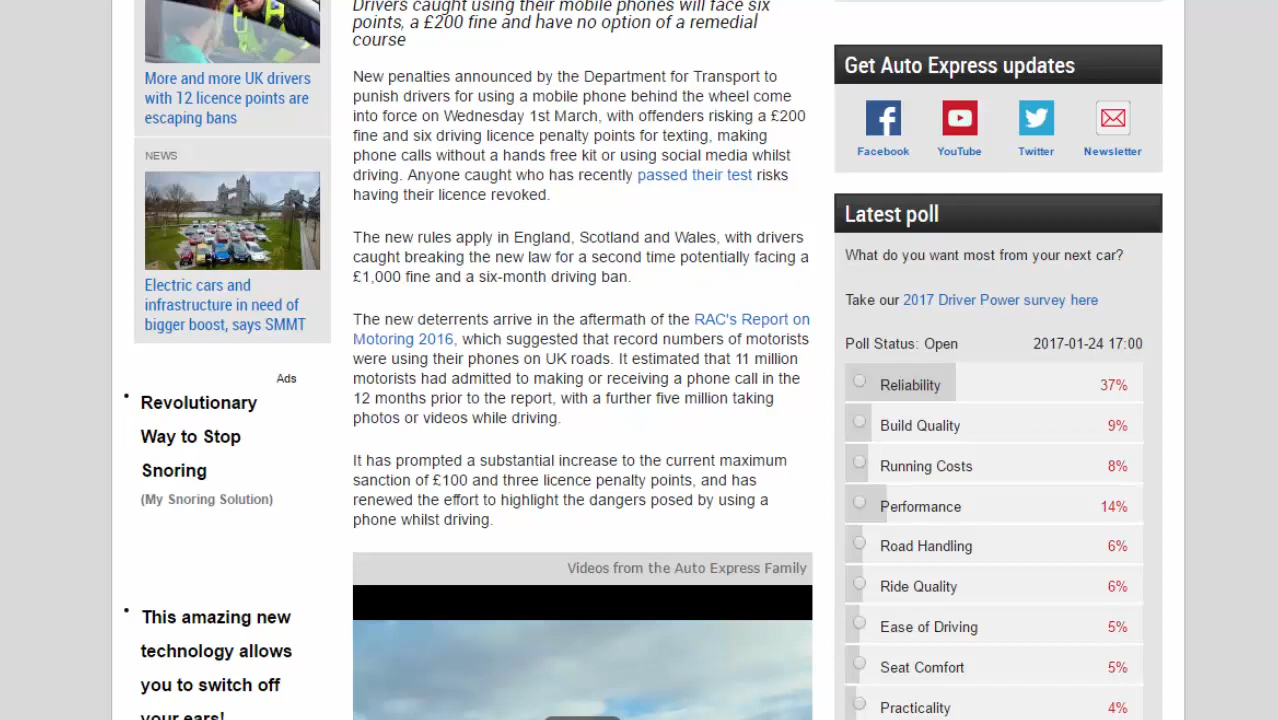 More and more UK drivers
with 12 licence points are
escaping bans
NEWS
Electric cars and
infrastructure in need of
bigger boost, says SMMT
Ads
Revolutionary
Way to Stop
Snoring
(My Snoring Solution)
This amazing new
technology allows
you to switch off
your ears!
Drivers caught using their mobile phones will face six
points, a £200 fine and have no option of a remedial
course
New penalties announced by the Department for Transport to
punish drivers for using a mobile phone behind the wheel come
into force on Wednesday 1st March, with offenders risking a £200
fine and six driving licence penalty points for texting, making
phone calls without a hands free kit or using social media whilst
driving. Anyone caught who has recently passed their test risks
having their licence revoked.
The new rules apply in England, Scotland and Wales, with drivers
caught breaking the new law for a second time potentially facing a
£1,000 fine and a six-month driving ban.
The new deterrents arrive in the aftermath of the RAC's Report on
Motoring 2016, which suggested that record numbers of motorists
were using their phones on UK roads. It estimated that 11 million
motorists had admitted to making or receiving a phone call in the
12 months prior to the report, with a further five million taking
photos or videos while driving.
It has prompted a substantial increase to the current maximum
sanction of £100 and three licence penalty points, and has
renewed the effort to highlight the dangers posed by using a
phone whilst driving.
Videos from the Auto Express Family
Get Auto Express updates
Facebook YouTube Twitter Newsletter
Latest poll
What do you want most from your next car?
Take our 2017 Driver Power survey here
Poll Status: Open 2017-01-24 17:00
Reliability 37%
Build Quality 9%
Running Costs 8%
Performance 14%
Road Handling 6%
Ride Quality 6%
Ease of Driving 5%
Seat Comfort 5%
Practicality 4%